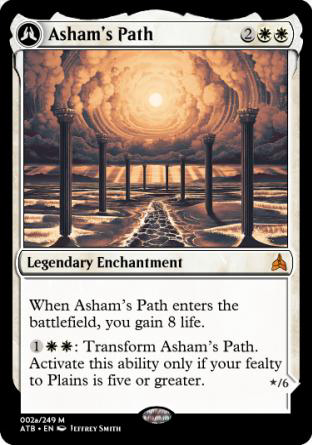 Asham's Path 2
Legendary Enchantment
When Asham's Path enters the
battlefield, you gain 8 life.
1: Transform Asham's Path.
Activate this ability only if your fealty
to Plains is five or greater.
*/6
002a/249 M
ATB • EN Jeffrey Smith